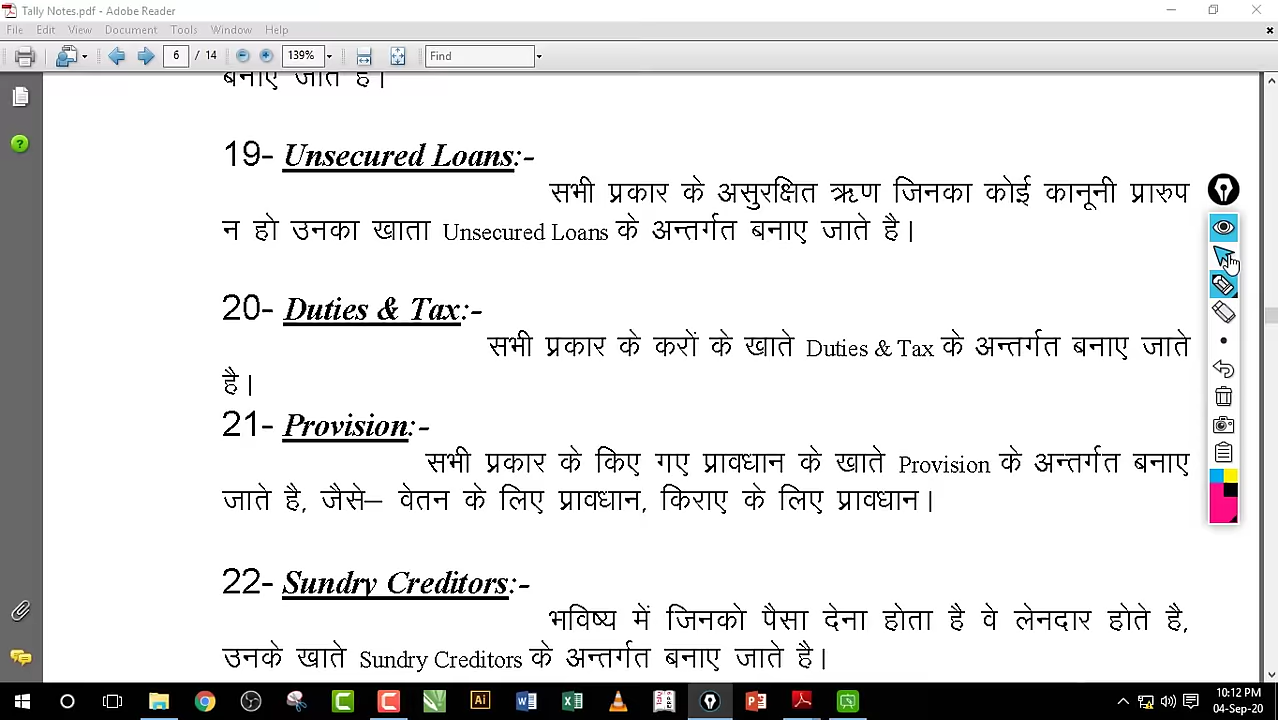 Tally Notes.pdf - Adobe Reader
File Edit View Document Tools Window Help
6 / 14 139% Find
बनाए जाते है।
19- Unsecured Loans:-
सभी प्रकार के असुरक्षित ऋण जिनका कोई कानूनी प्रारुप
न हो उनका खाता Unsecured Loans के अन्तर्गत बनाए जाते है।
20- Duties & Tax:-
सभी प्रकार के करों के खाते Duties & Tax के अन्तर्गत बनाए जाते
है।
21- Provision:-
सभी प्रकार के किए गए प्रावधान के खाते Provision के अन्तर्गत बनाए
जाते है, जैसे– वेतन के लिए प्रावधान, किराए के लिए प्रावधान।
22- Sundry Creditors:-
भविष्य में जिनको पैसा देना होता है वे लेनदार होते है,
उनके खाते Sundry Creditors के अन्तर्गत बनाए जाते है।
10:12 PM
04-Sep-20